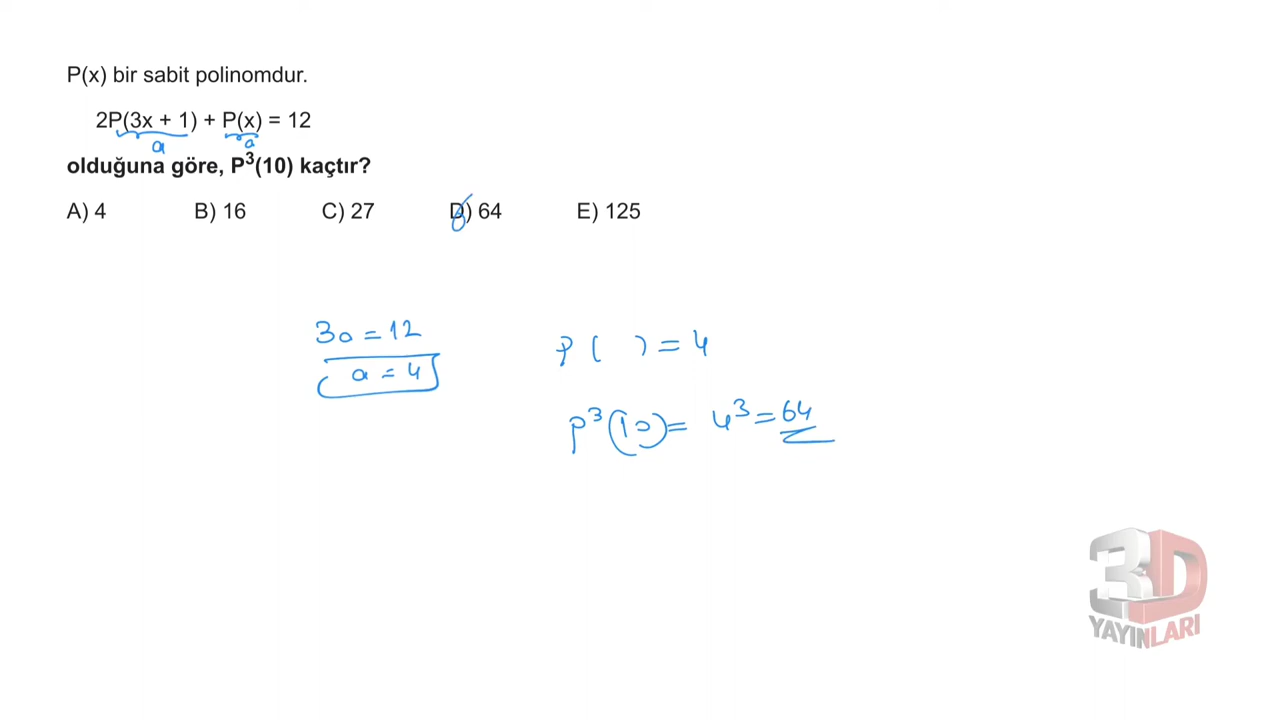 P(x) bir sabit polinomdur.
2P(3x + 1) + P(x) = 12
a a
olduğuna göre, P³(10) kaçtır?
A) 4 B) 16 C) 27 D) 64 E) 125
3a = 12
a = 4
P ( ) = 4
P³(10) = 4³ = 64
3D
YAYINLARI